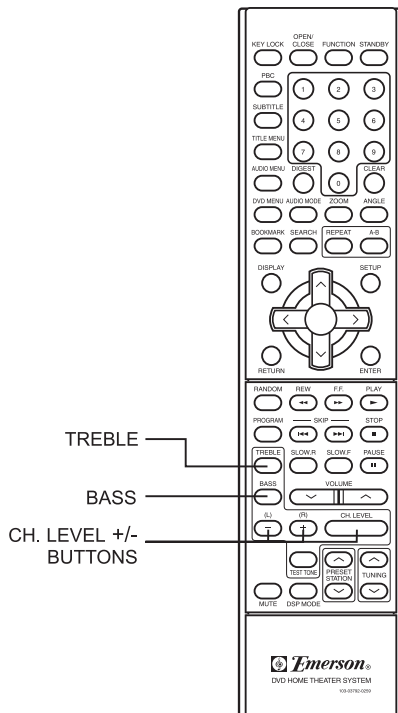 OPEN/
KEY LOCK CLOSE FUNCTION STANDBY
PBC
1 2 3
SUBTITLE
4 5 6
TITLE MENU
7 8 9
AUDIO MENU DIGEST CLEAR
0
DVD MENU AUDIO MODE ZOOM ANGLE
BOOKMARK SEARCH REPEAT A-B
DISPLAY SETUP
RETURN ENTER
RANDOM REW F.F. PLAY
PROGRAM SKIP STOP
TREBLE SLOW.R SLOW.F PAUSE
BASS VOLUME
(L) (R) CH. LEVEL
− +
TEST TONE PRESET STATION TUNING
MUTE DSP MODE
TREBLE
BASS
CH. LEVEL +/-
BUTTONS
Emerson®
DVD HOME THEATER SYSTEM
103-03792-0259